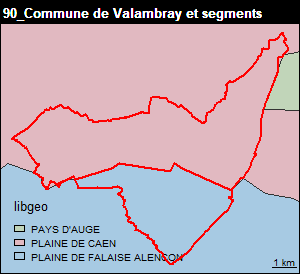 90_Commune de Valambray et segments
libgeo
PAYS D'AUGE
PLAINE DE CAEN
PLAINE DE FALAISE ALENCON
1 km